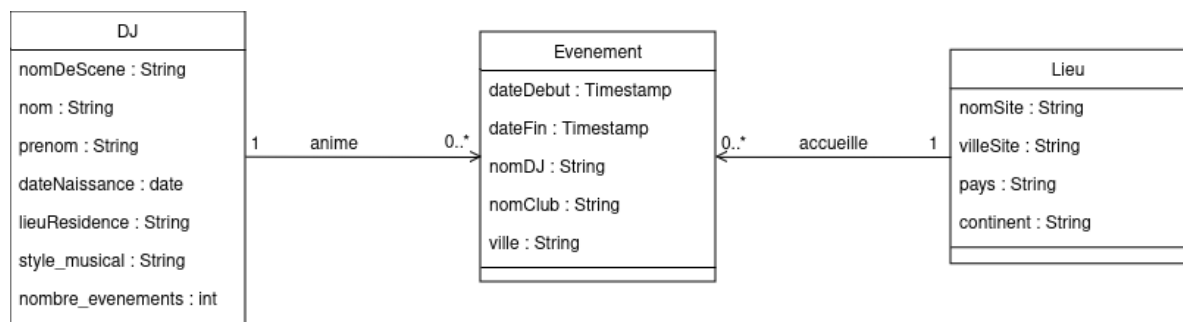 DJ
nomDeScene : String
nom : String
prenom : String
dateNaissance : date
lieuResidence : String
style_musical : String
nombre_evenements : int
1 anime 0..*
Evenement
dateDebut : Timestamp
dateFin : Timestamp
nomDJ : String
nomClub : String
ville : String
0..* accueille 1
Lieu
nomSite : String
villeSite : String
pays : String
continent : String